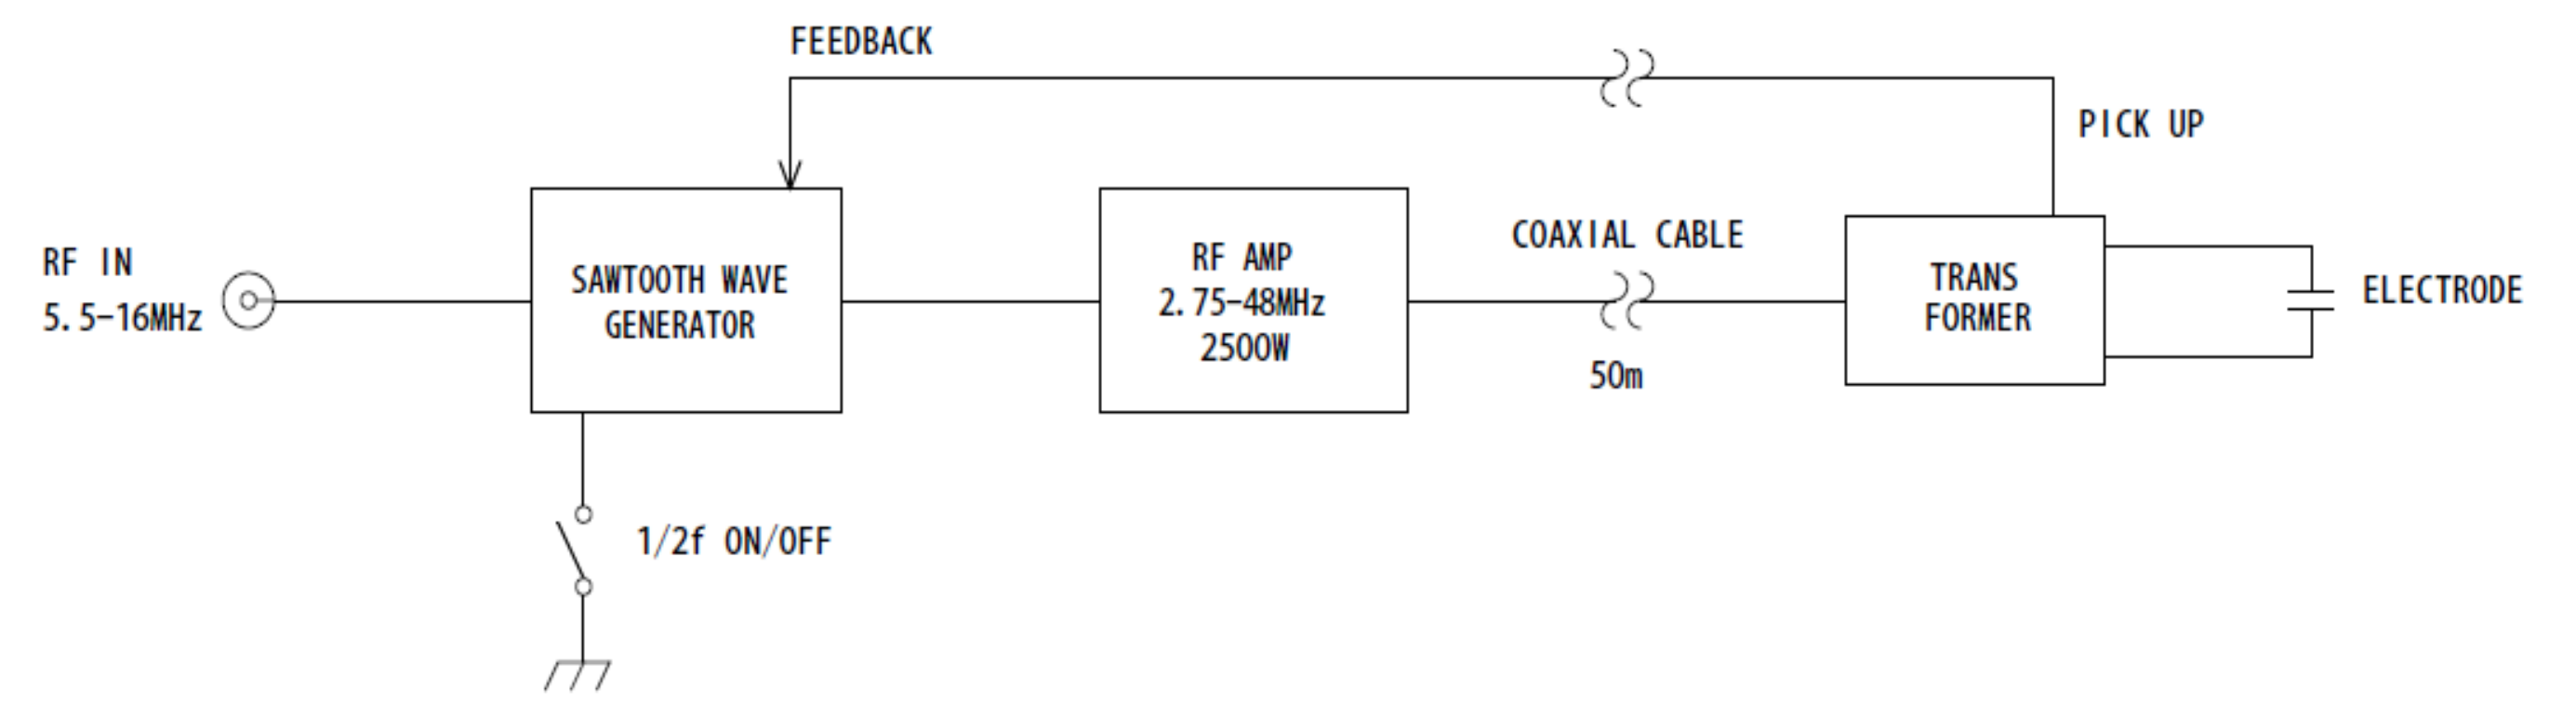 FEEDBACK
PICK UP
RF IN
5.5-16MHz
SAWTOOTH WAVE
GENERATOR
RF AMP
2.75-48MHz
2500W
COAXIAL CABLE
50m
TRANS
FORMER
ELECTRODE
1/2f ON/OFF